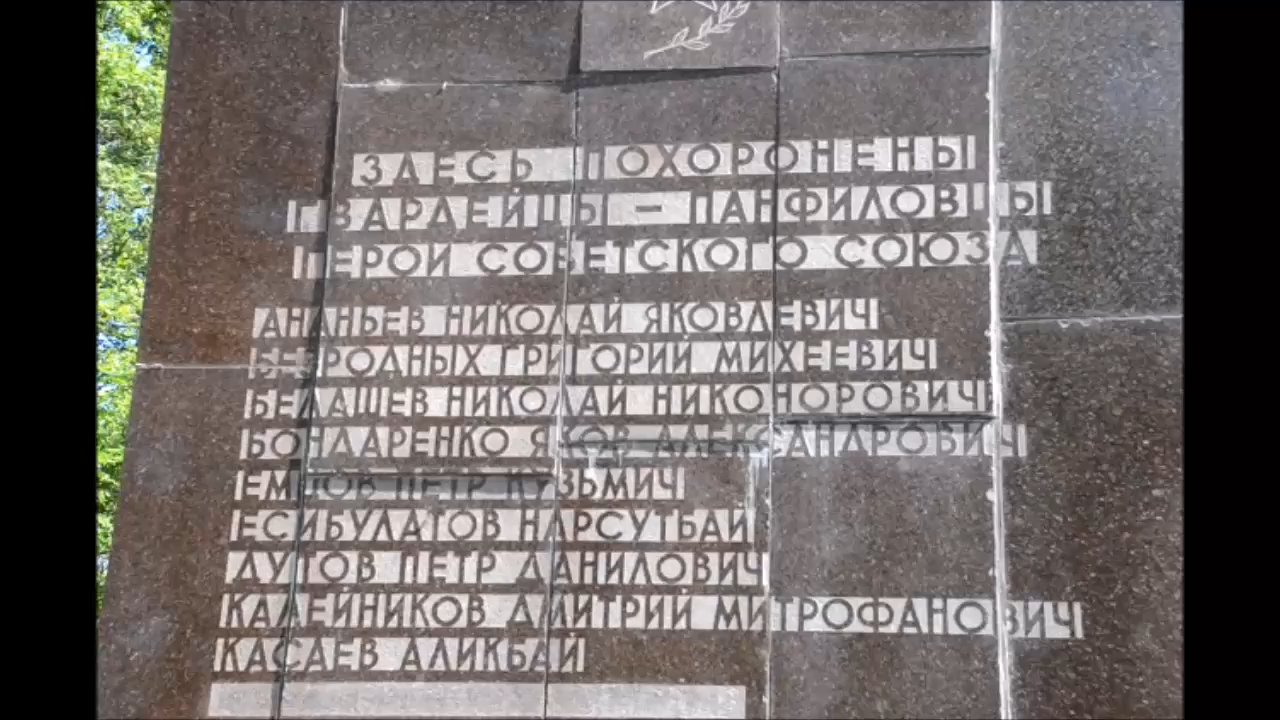 ЗДЕСЬ ПОХОРОНЕНЫ
ГВАРДЕЙЦЫ – ПАНФИЛОВЦЫ
ГЕРОИ СОВЕТСКОГО СОЮЗА
АНАНЬЕВ НИКОЛАЙ ЯКОВЛЕВИЧ
БЕЗРОДНЫХ ГРИГОРИЙ МИХЕЕВИЧ
БЕЛАШЕВ НИКОЛАЙ НИКОНОРОВИЧ
БОНДАРЕНКО ЯКОВ АЛЕКСАНДРОВИЧ
ЕМЦОВ ПЕТР КУЗЬМИЧ
ЕСИБУЛАТОВ НАРСУТБАЙ
ДУТОВ ПЕТР ДАНИЛОВИЧ
КАЛЕЙНИКОВ ДМИТРИЙ МИТРОФАНОВИЧ
КАСАЕВ АЛИКБАЙ